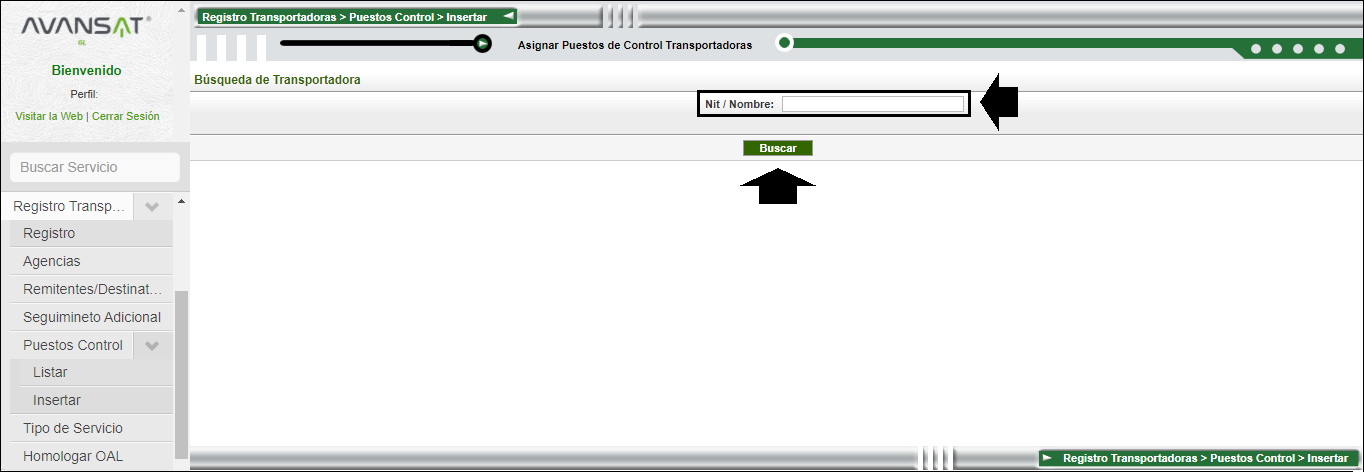 AVANSAT®
GL
Bienvenido
Perfil:
Visitar la Web | Cerrar Sesión
Buscar Servicio
Registro Transp...
Registro
Agencias
Remitentes/Destinat...
Seguimineto Adicional
Puestos Control
Listar
Insertar
Tipo de Servicio
Homologar OAL
Registro Transportadoras > Puestos Control > Insertar
Asignar Puestos de Control Transportadoras
Búsqueda de Transportadora
Nit / Nombre:
Buscar
Registro Transportadoras > Puestos Control > Insertar